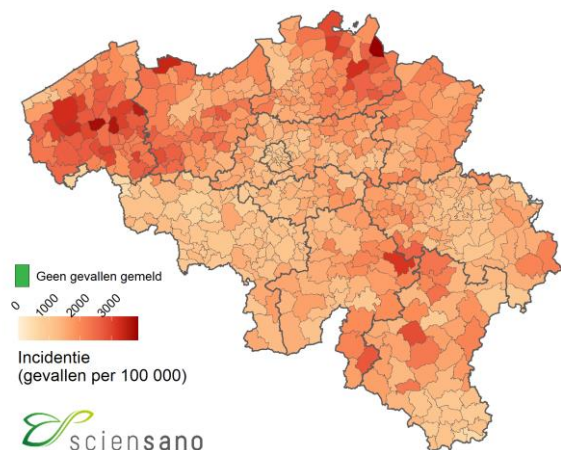 Geen gevallen gemeld
0 1000 2000 3000
Incidentie
(gevallen per 100 000)
sciensano